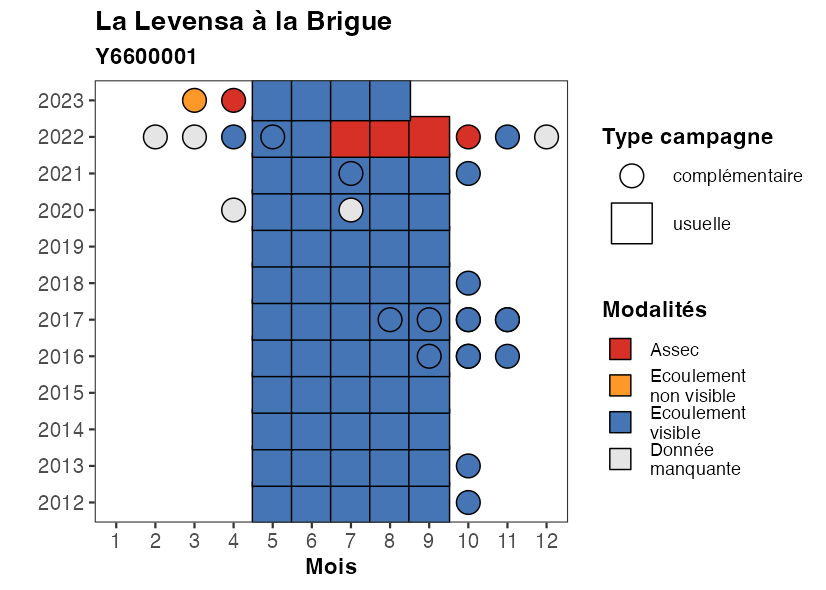 La Levensa à la Brigue
Y6600001
2023
2022
2021
2020
2019
2018
2017
2016
2015
2014
2013
2012
1 2 3 4 5 6 7 8 9 10 11 12
Mois
Type campagne
complémentaire
usuelle
Modalités
Assec
Ecoulement
non visible
Ecoulement
visible
Donnée
manquante